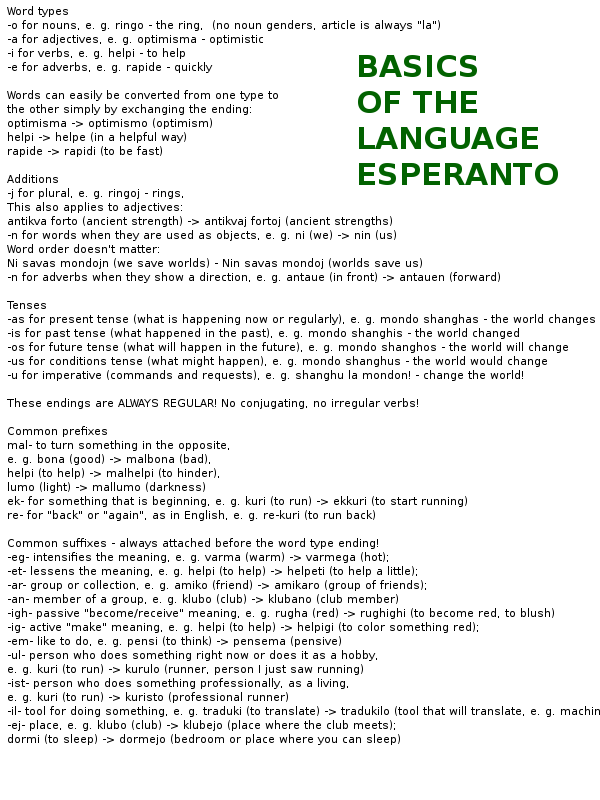 Word types
-o for nouns, e. g. ringo - the ring,  (no noun genders, article is always "la")
-a for adjectives, e. g. optimisma - optimistic
-i for verbs, e. g. helpi - to help
-e for adverbs, e. g. rapide - quickly
BASICS
OF THE
LANGUAGE
ESPERANTO
Words can easily be converted from one type to
the other simply by exchanging the ending:
optimisma -> optimismo (optimism)
helpi -> helpe (in a helpful way)
rapide -> rapidi (to be fast)
Additions
-j for plural, e. g. ringoj - rings,
This also applies to adjectives:
antikva forto (ancient strength) -> antikvaj fortoj (ancient strengths)
-n for words when they are used as objects, e. g. ni (we) -> nin (us)
Word order doesn't matter:
Ni savas mondojn (we save worlds) - Nin savas mondoj (worlds save us)
-n for adverbs when they show a direction, e. g. antaue (in front) -> antauen (forward)
Tenses
-as for present tense (what is happening now or regularly), e. g. mondo shanghas - the world changes
-is for past tense (what happened in the past), e. g. mondo shanghis - the world changed
-os for future tense (what will happen in the future), e. g. mondo shanghos - the world will change
-us for conditions tense (what might happen), e. g. mondo shanghus - the world would change
-u for imperative (commands and requests), e. g. shanghu la mondon! - change the world!
These endings are ALWAYS REGULAR! No conjugating, no irregular verbs!
Common prefixes
mal- to turn something in the opposite,
e. g. bona (good) -> malbona (bad),
helpi (to help) -> malhelpi (to hinder),
lumo (light) -> mallumo (darkness)
ek- for something that is beginning, e. g. kuri (to run) -> ekkuri (to start running)
re- for "back" or "again", as in English, e. g. re-kuri (to run back)
Common suffixes - always attached before the word type ending!
-eg- intensifies the meaning, e. g. varma (warm) -> varmega (hot);
-et- lessens the meaning, e. g. helpi (to help) -> helpeti (to help a little);
-ar- group or collection, e. g. amiko (friend) -> amikaro (group of friends);
-an- member of a group, e. g. klubo (club) -> klubano (club member)
-igh- passive "become/receive" meaning, e. g. rugha (red) -> rughighi (to become red, to blush)
-ig- active "make" meaning, e. g. helpi (to help) -> helpigi (to color something red);
-em- like to do, e. g. pensi (to think) -> pensema (pensive)
-ul- person who does something right now or does it as a hobby,
e. g. kuri (to run) -> kurulo (runner, person I just saw running)
-ist- person who does something professionally, as a living,
e. g. kuri (to run) -> kuristo (professional runner)
-il- tool for doing something, e. g. traduki (to translate) -> tradukilo (tool that will translate, e. g. machin
-ej- place, e. g. klubo (club) -> klubejo (place where the club meets);
dormi (to sleep) -> dormejo (bedroom or place where you can sleep)